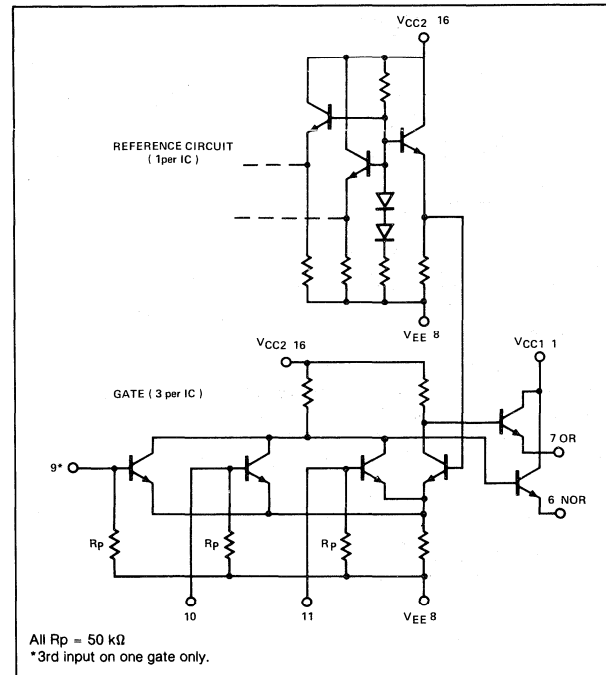 VCC2 16
REFERENCE CIRCUIT
( 1per IC )
VEE 8
VCC2 16
VCC1 1
GATE ( 3 per IC )
7 OR
9*
6 NOR
RP
RP
RP
10
11
VEE 8
All Rp = 50 kΩ
*3rd input on one gate only.